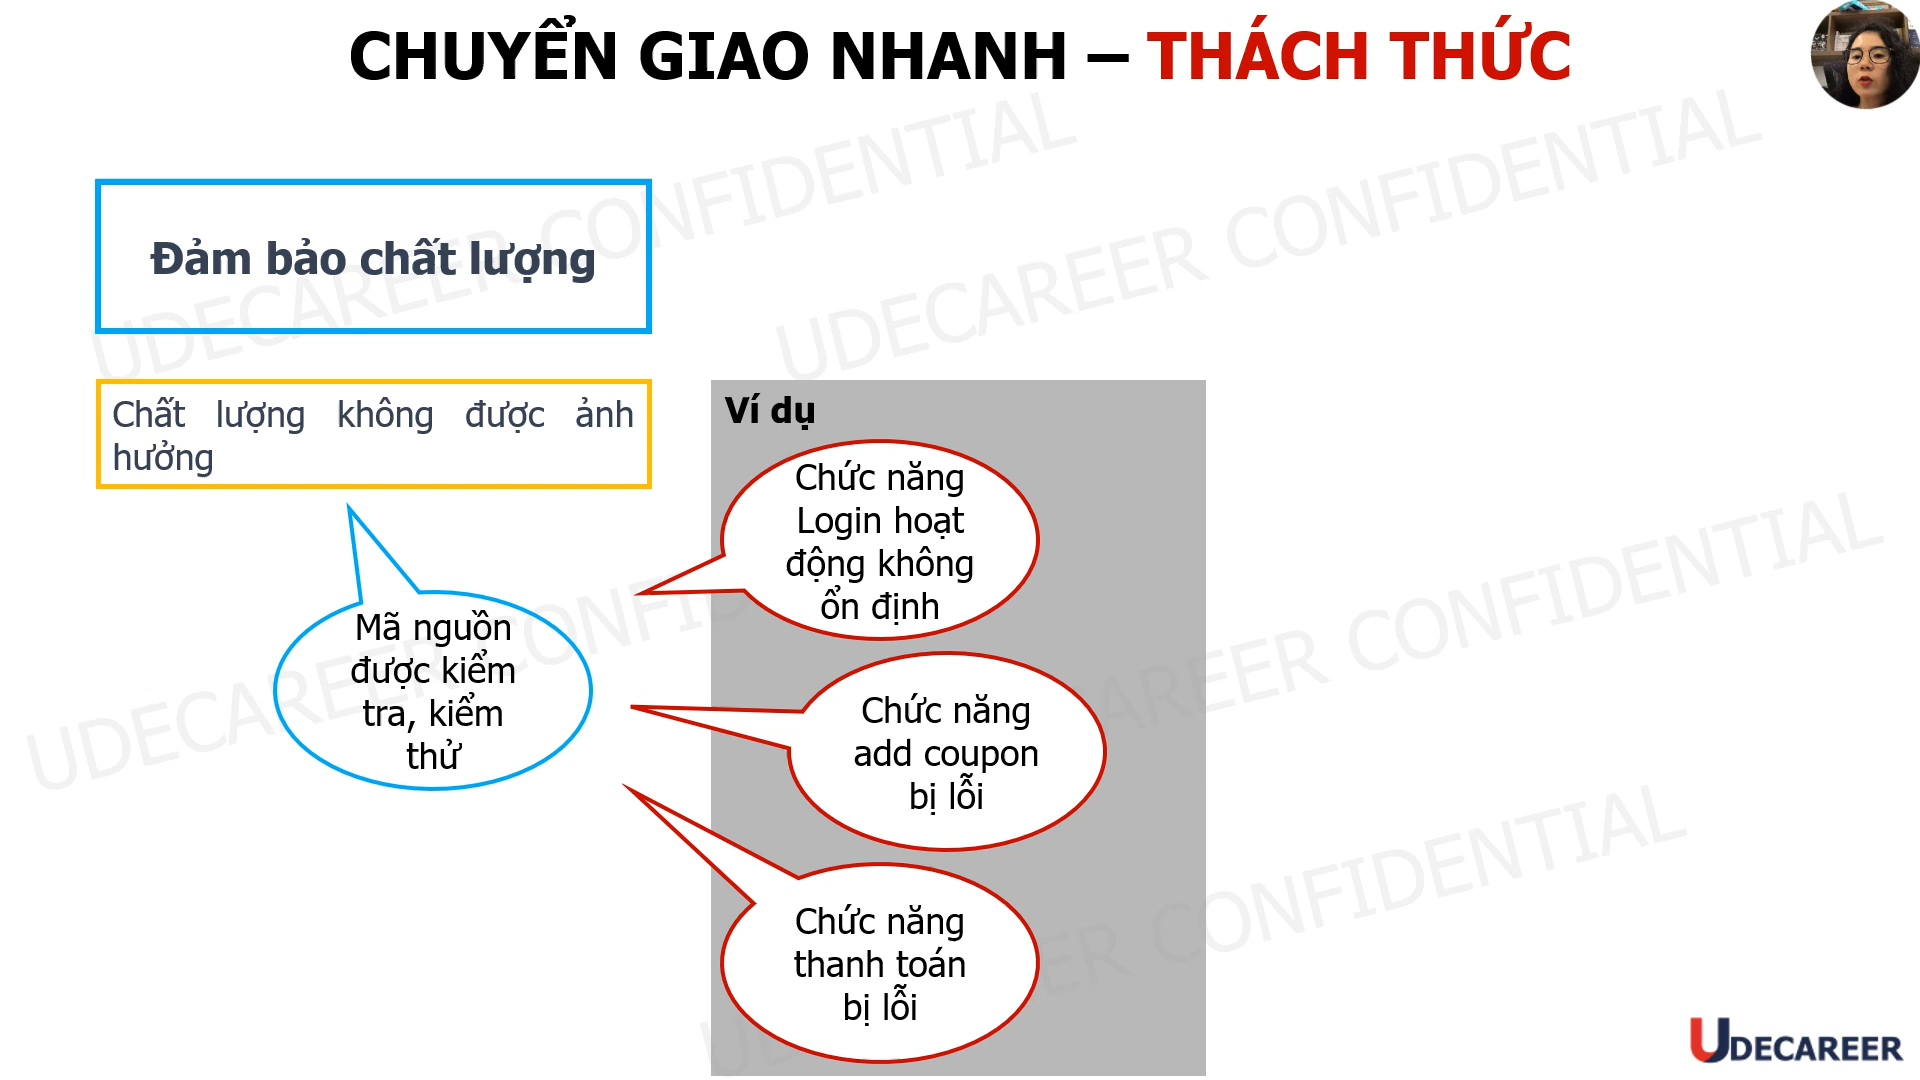 CHUYỂN GIAO NHANH – THÁCH THỨC
Đảm bảo chất lượng
Chất lượng không được ảnh
hưởng
Mã nguồn
được kiểm
tra, kiểm
thử
Ví dụ
Chức năng
Login hoạt
động không
ổn định
Chức năng
add coupon
bị lỗi
Chức năng
thanh toán
bị lỗi
UDECAREER CONFIDENTIAL
UDECAREER CONFIDENTIAL
UDECAREER CONFIDENTIAL
UDECAREER CONFIDENTIAL
UDECAREER CONFIDENTIAL
UDECAREER